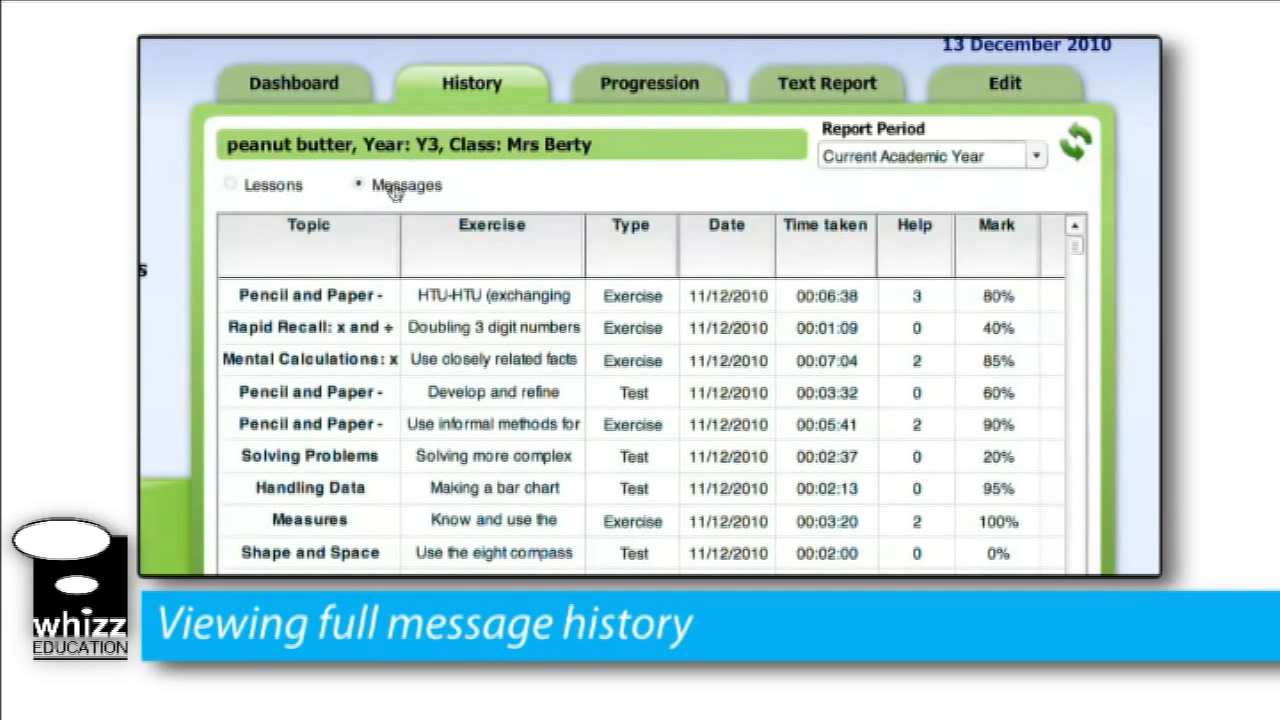 13 December 2010
Dashboard History Progression Text Report Edit
peanut butter, Year: Y3, Class: Mrs Berty
Report Period
Current Academic Year
Lessons Messages
Topic Exercise Type Date Time taken Help Mark
s
Pencil and Paper - HTU-HTU (exchanging Exercise 11/12/2010 00:06:38 3 80%
Rapid Recall: x and ÷ Doubling 3 digit numbers Exercise 11/12/2010 00:01:09 0 40%
Mental Calculations: x Use closely related facts Exercise 11/12/2010 00:07:04 2 85%
Pencil and Paper - Develop and refine Test 11/12/2010 00:03:32 0 60%
Pencil and Paper - Use informal methods for Exercise 11/12/2010 00:05:41 2 90%
Solving Problems Solving more complex Test 11/12/2010 00:02:37 0 20%
Handling Data Making a bar chart Test 11/12/2010 00:02:13 0 95%
Measures Know and use the Exercise 11/12/2010 00:03:20 2 100%
Shape and Space Use the eight compass Test 11/12/2010 00:02:00 0 0%
whizz
EDUCATION
Viewing full message history